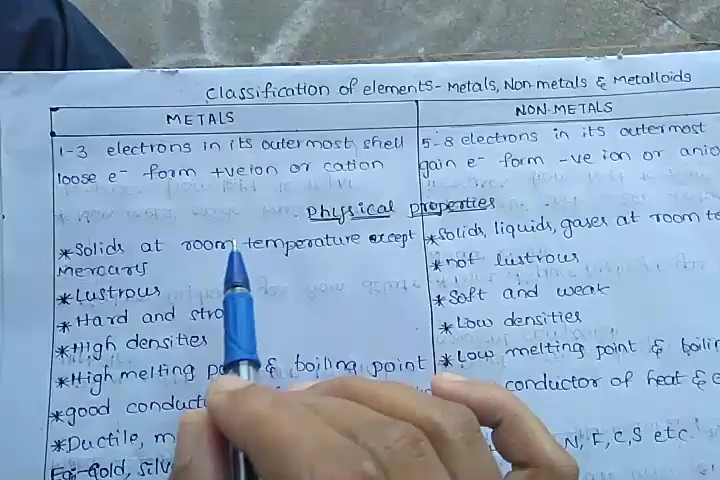 Classification of elements - Metals, Non-metals & Metalloids
METALS
1-3 electrons in its outermost shell
loose e⁻ form +ve ion or cation
NON-METALS
5-8 electrons in its outermost
gain e⁻ form -ve ion or anio
Physical properties
*Solids at room temperature except
Mercury
*Lustrous
*Hard and stro
*High densities
*High melting po & boiling point
*good conduct
*Ductile, m
Eg:- Gold, silv
*Solids, liquids, gases at room te
*not lustrous
*Soft and weak
*Low densities
*Low melting point & boilin
conductor of heat & e
N, F, C, S etc.